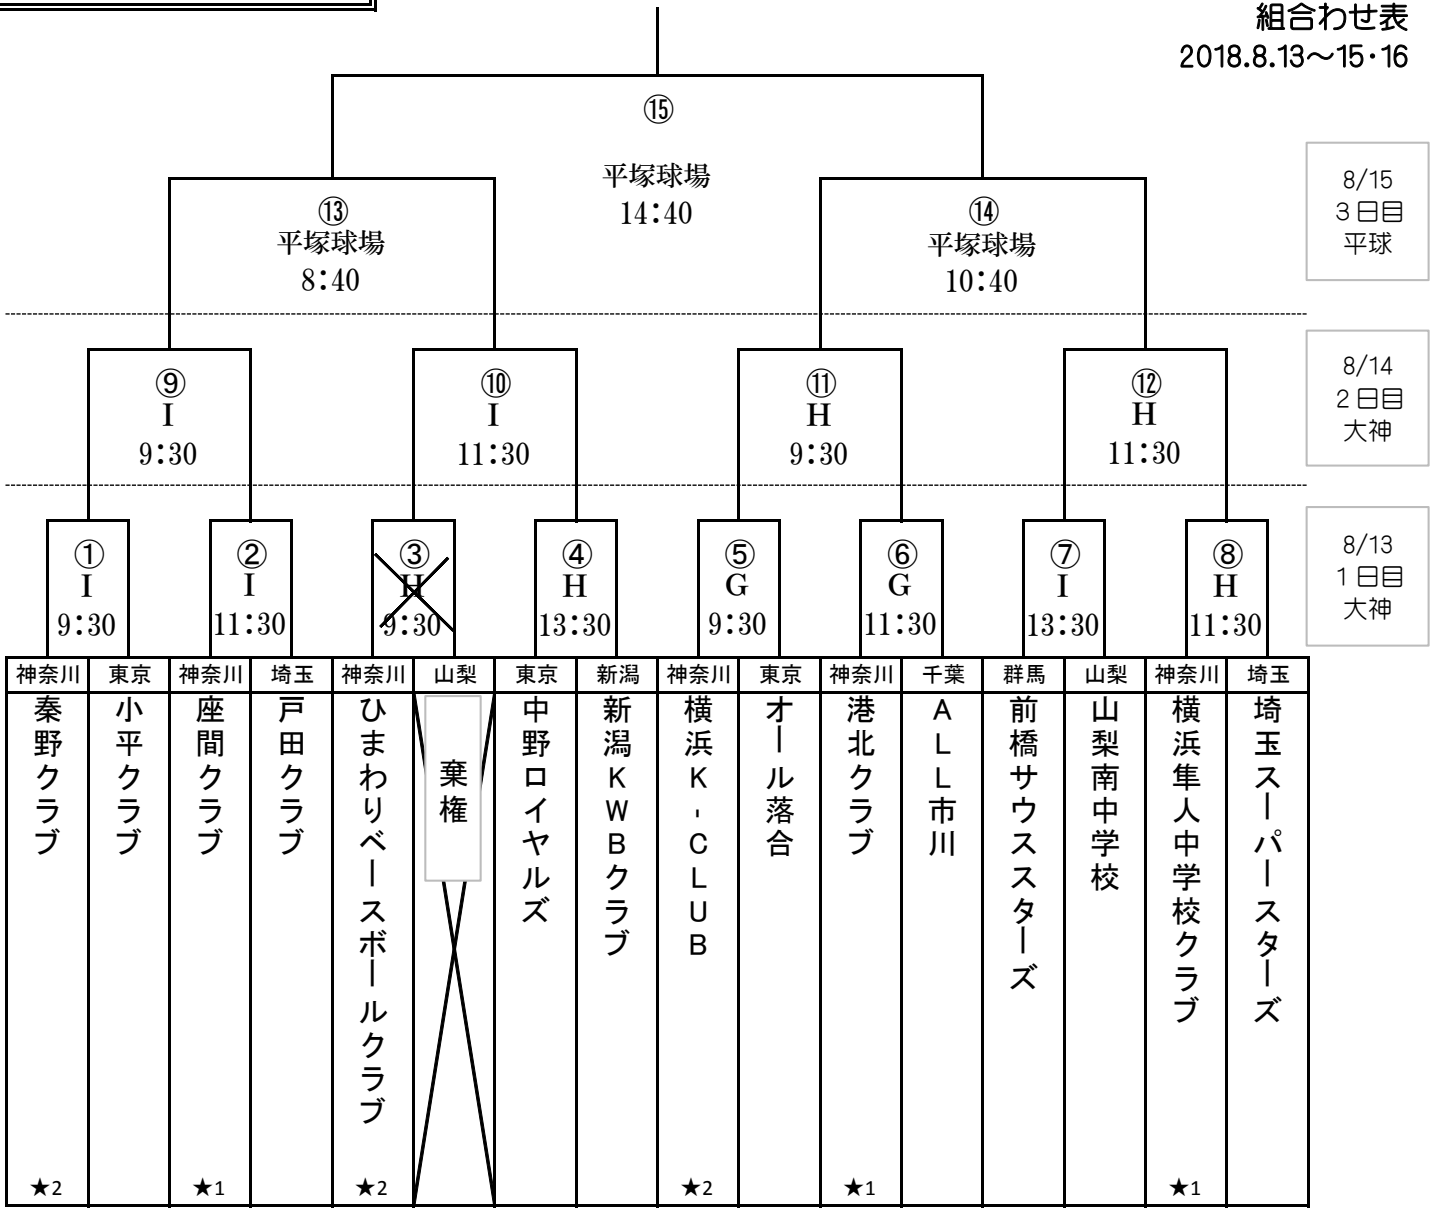 組合わせ表
2018.8.13～15・16
⑮
平塚球場
14:40
⑬
平塚球場
8:40
⑭
平塚球場
10:40
8/15
3日目
平球
⑨
I
9:30
⑩
I
11:30
⑪
H
9:30
⑫
H
11:30
8/14
2日目
大神
①
I
9:30
②
I
11:30
③
H
9:30
④
H
13:30
⑤
G
9:30
⑥
G
11:30
⑦
I
13:30
⑧
H
11:30
8/13
1日目
大神
神奈川
東京
神奈川
埼玉
神奈川
山梨
東京
新潟
神奈川
東京
神奈川
千葉
群馬
山梨
神奈川
埼玉
秦野クラブ
小平クラブ
座間クラブ
戸田クラブ
ひまわりベースボールクラブ
棄権
中野ロイヤルズ
新潟KWBクラブ
横浜K-CLUB
オール落合
港北クラブ
ALL市川
前橋サウススターズ
山梨南中学校
横浜隼人中学校クラブ
埼玉スーパースターズ
★2
★1
★2
★2
★1
★1